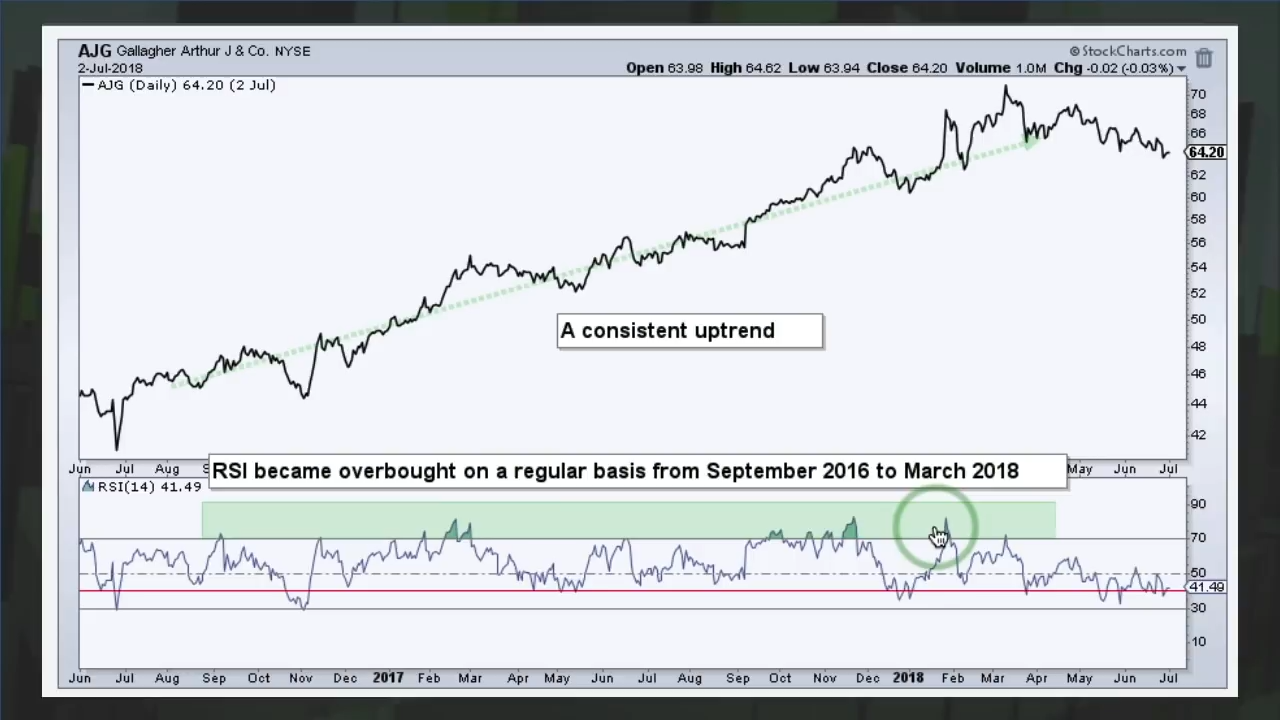 AJG Gallagher Arthur J & Co. NYSE
© StockCharts.com
2-Jul-2018
Open 63.98 High 64.62 Low 63.94 Close 64.20 Volume 1.0M Chg -0.02 (-0.03%)
AJG (Daily) 64.20 (2 Jul)
70
68
66
64.20
62
60
58
56
54
52
50
48
46
44
42
A consistent uptrend
Jun Jul Aug S May Jun Jul
RSI became overbought on a regular basis from September 2016 to March 2018
RSI(14) 41.49
90
70
50
41.49
30
10
Jun Jul Aug Sep Oct Nov Dec 2017 Feb Mar Apr May Jun Jul Aug Sep Oct Nov Dec 2018 Feb Mar Apr May Jun Jul